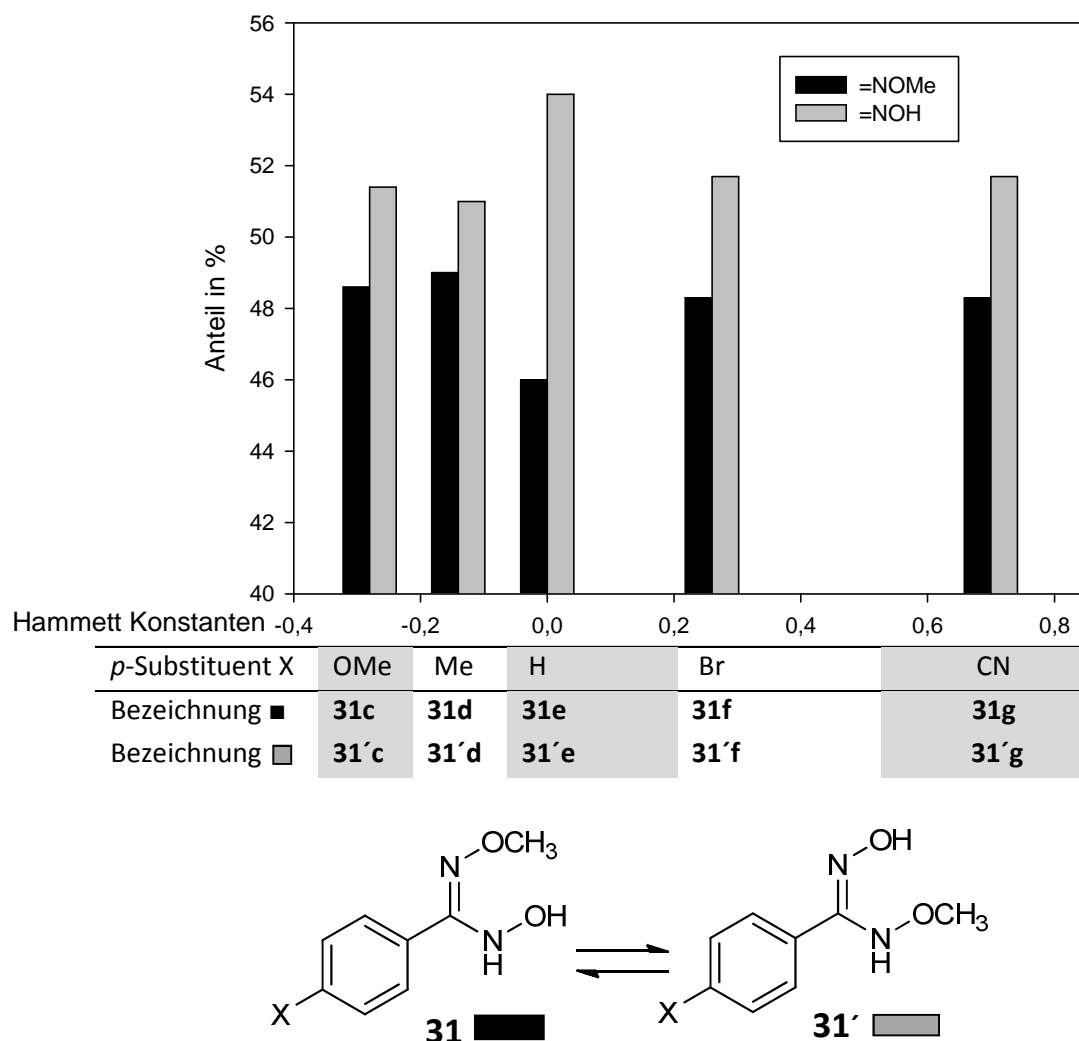 56
54
52
50
48
46
44
42
40
Anteil in %
=NOMe
=NOH
Hammett Konstanten -0,4 -0,2 0,0 0,2 0,4 0,6 0,8
p-Substituent X OMe Me H Br CN
Bezeichnung ■ 31c 31d 31e 31f 31g
Bezeichnung 31´c 31´d 31´e 31´f 31´g
N OCH3
N OH
H
X
31
N OH
N OCH3
H
X
31´